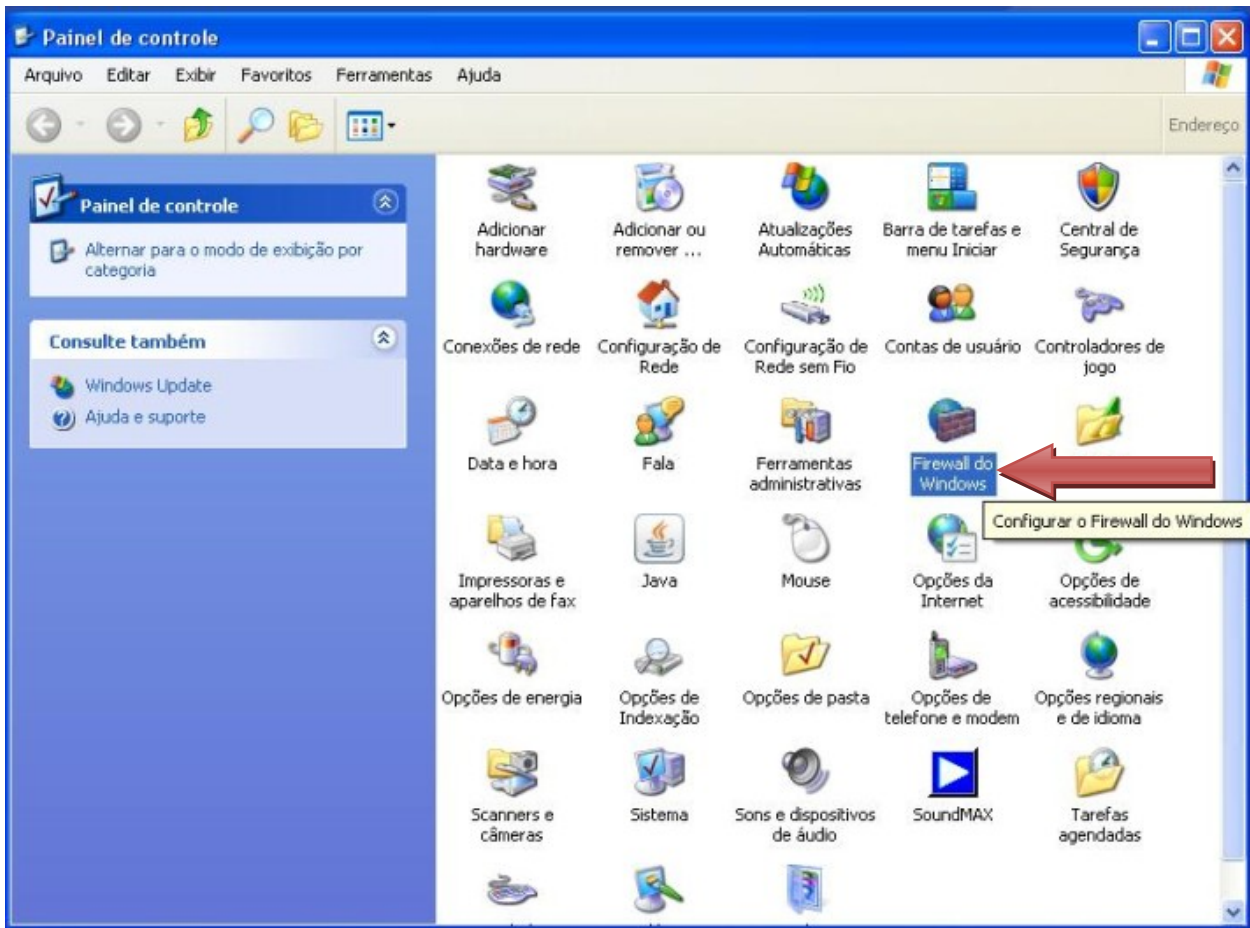 Painel de controle
Arquivo Editar Exibir Favoritos Ferramentas Ajuda
Endereço
Painel de controle
Alternar para o modo de exibição por
categoria
Consulte também
Windows Update
Ajuda e suporte
Adicionar
hardware
Adicionar ou
remover ...
Atualizações
Automáticas
Barra de tarefas e
menu Iniciar
Central de
Segurança
Conexões de rede
Configuração de
Rede
Configuração de
Rede sem Fio
Contas de usuário
Controladores de
jogo
Data e hora
Fala
Ferramentas
administrativas
Firewall do
Windows
Configurar o Firewall do Windows
Impressoras e
aparelhos de fax
Java
Mouse
Opções da
Internet
Opções de
acessibilidade
Opções de energia
Opções de
Indexação
Opções de pasta
Opções de
telefone e modem
Opções regionais
e de idioma
Scanners e
câmeras
Sistema
Sons e dispositivos
de áudio
SoundMAX
Tarefas
agendadas